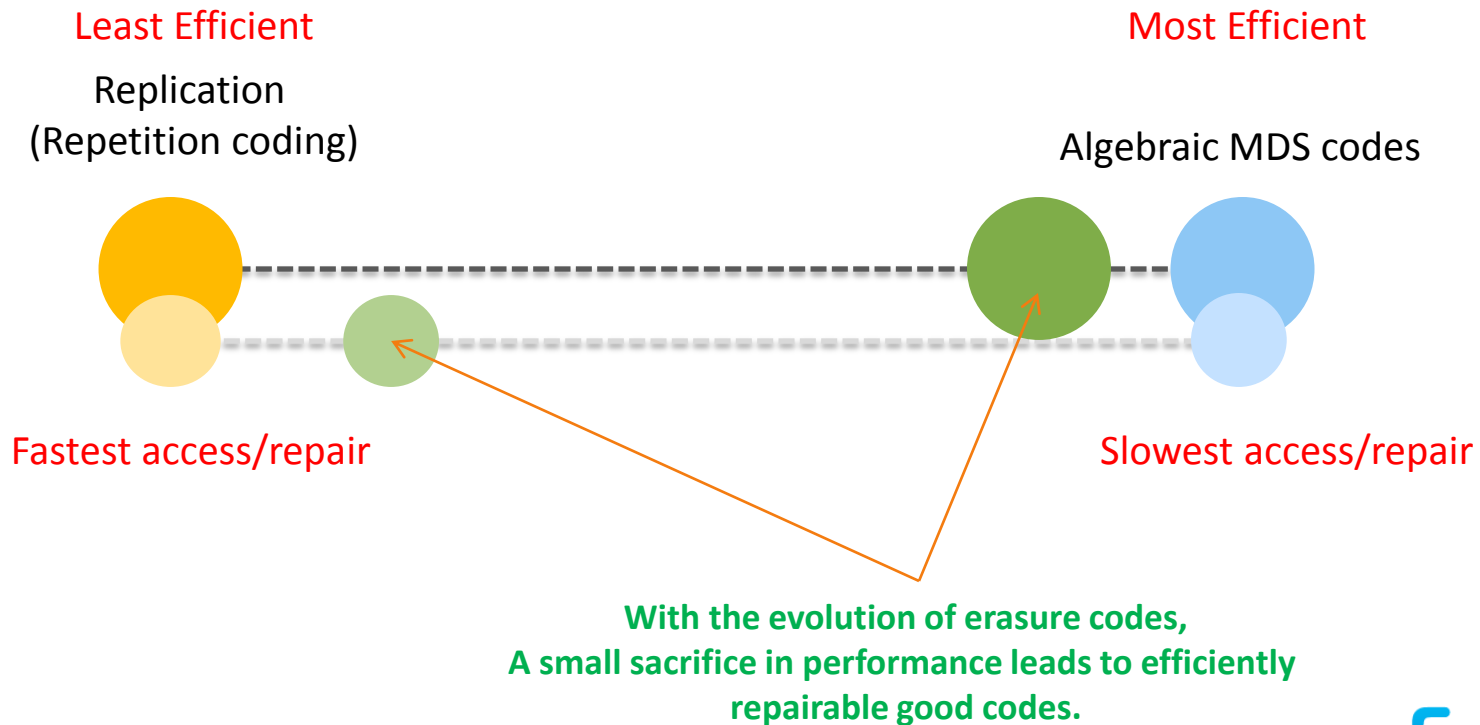 Least Efficient
Most Efficient
Replication
(Repetition coding)
Algebraic MDS codes
Fastest access/repair
Slowest access/repair
With the evolution of erasure codes,
A small sacrifice in performance leads to efficiently
repairable good codes.